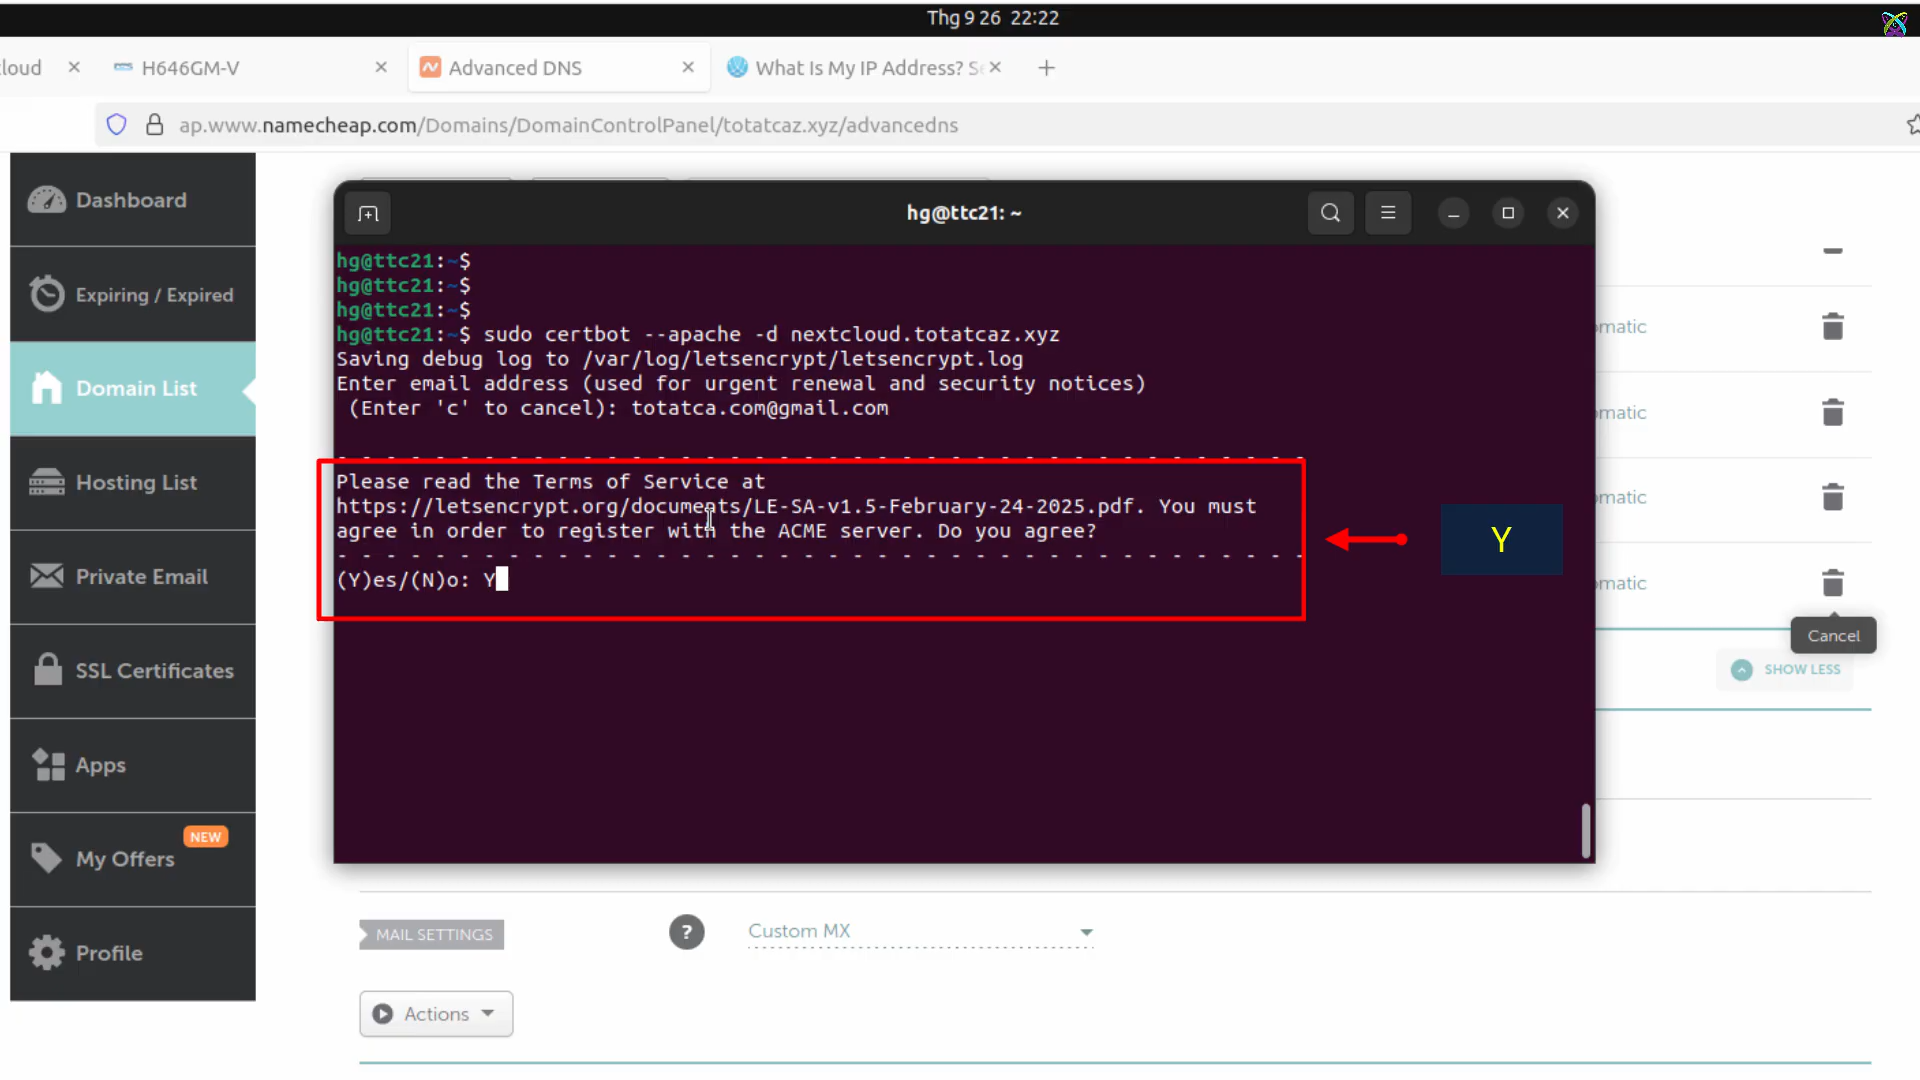 Thg 9 26 22:22
loud
H646GM-V
Advanced DNS
What Is My IP Address? S
ap.www.namecheap.com/Domains/DomainControlPanel/totatcaz.xyz/advancedns
Dashboard
Expiring / Expired
Domain List
Hosting List
Private Email
SSL Certificates
Apps
NEW
My Offers
Profile
hg@ttc21: ~
hg@ttc21:~$
hg@ttc21:~$
hg@ttc21:~$
hg@ttc21:~$ sudo certbot --apache -d nextcloud.totatcaz.xyz
Saving debug log to /var/log/letsencrypt/letsencrypt.log
Enter email address (used for urgent renewal and security notices)
(Enter 'c' to cancel): totatca.com@gmail.com
- - - - - - - - - - - - - - - - - - - - - - - - - - - - - - - - - - - - - - - -
Please read the Terms of Service at
https://letsencrypt.org/documents/LE-SA-v1.5-February-24-2025.pdf. You must
agree in order to register with the ACME server. Do you agree?
- - - - - - - - - - - - - - - - - - - - - - - - - - - - - - - - - - - - - - - -
(Y)es/(N)o: Y
Y
matic
matic
matic
matic
Cancel
SHOW LESS
MAIL SETTINGS
?
Custom MX
Actions